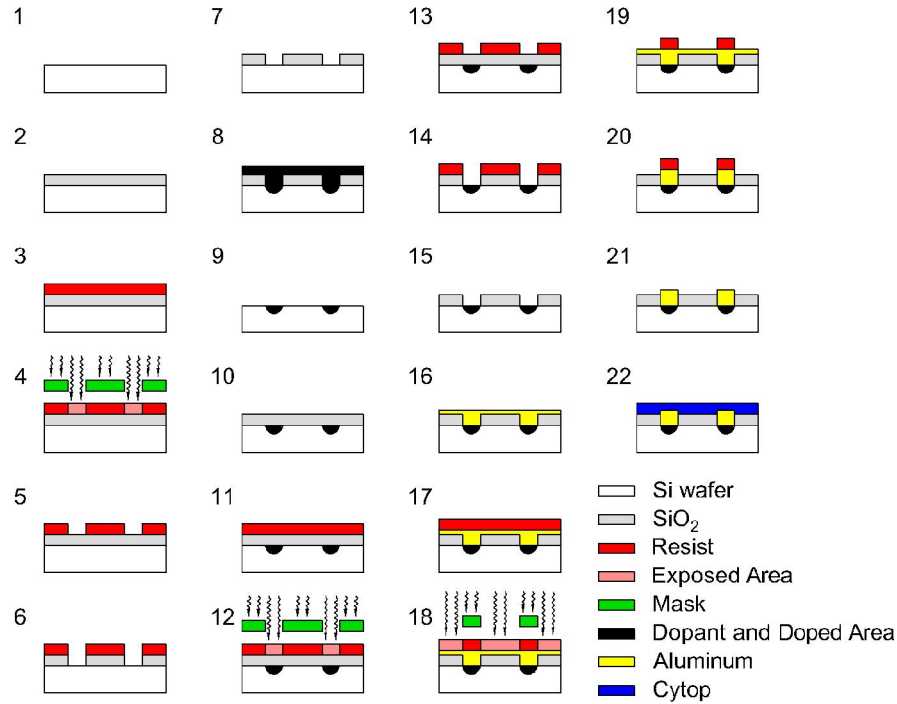 1
2
3
4
5
6
7
8
9
10
11
12
13
14
15
16
17
18
19
20
21
22
Si wafer
SiO₂
Resist
Exposed Area
Mask
Dopant and Doped Area
Aluminum
Cytop